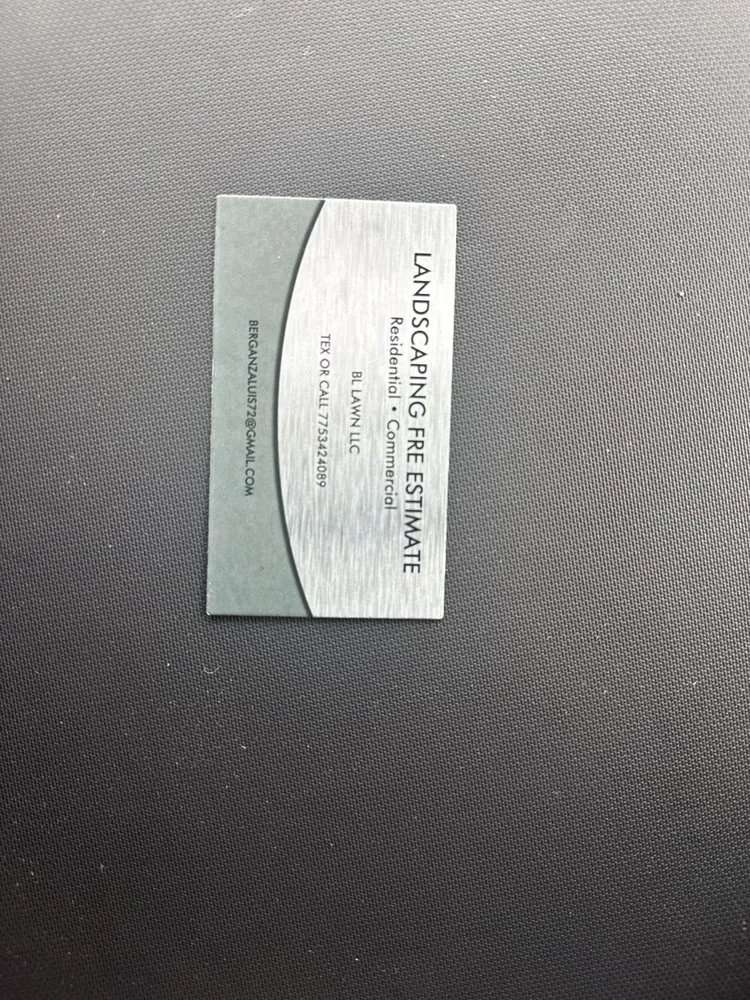 LANDSCAPING FRE ESTIMATE
Residential • Commercial
BL LAWN LLC
TEX OR CALL 7753424089
BERGANZALUIS72@GMAIL.COM